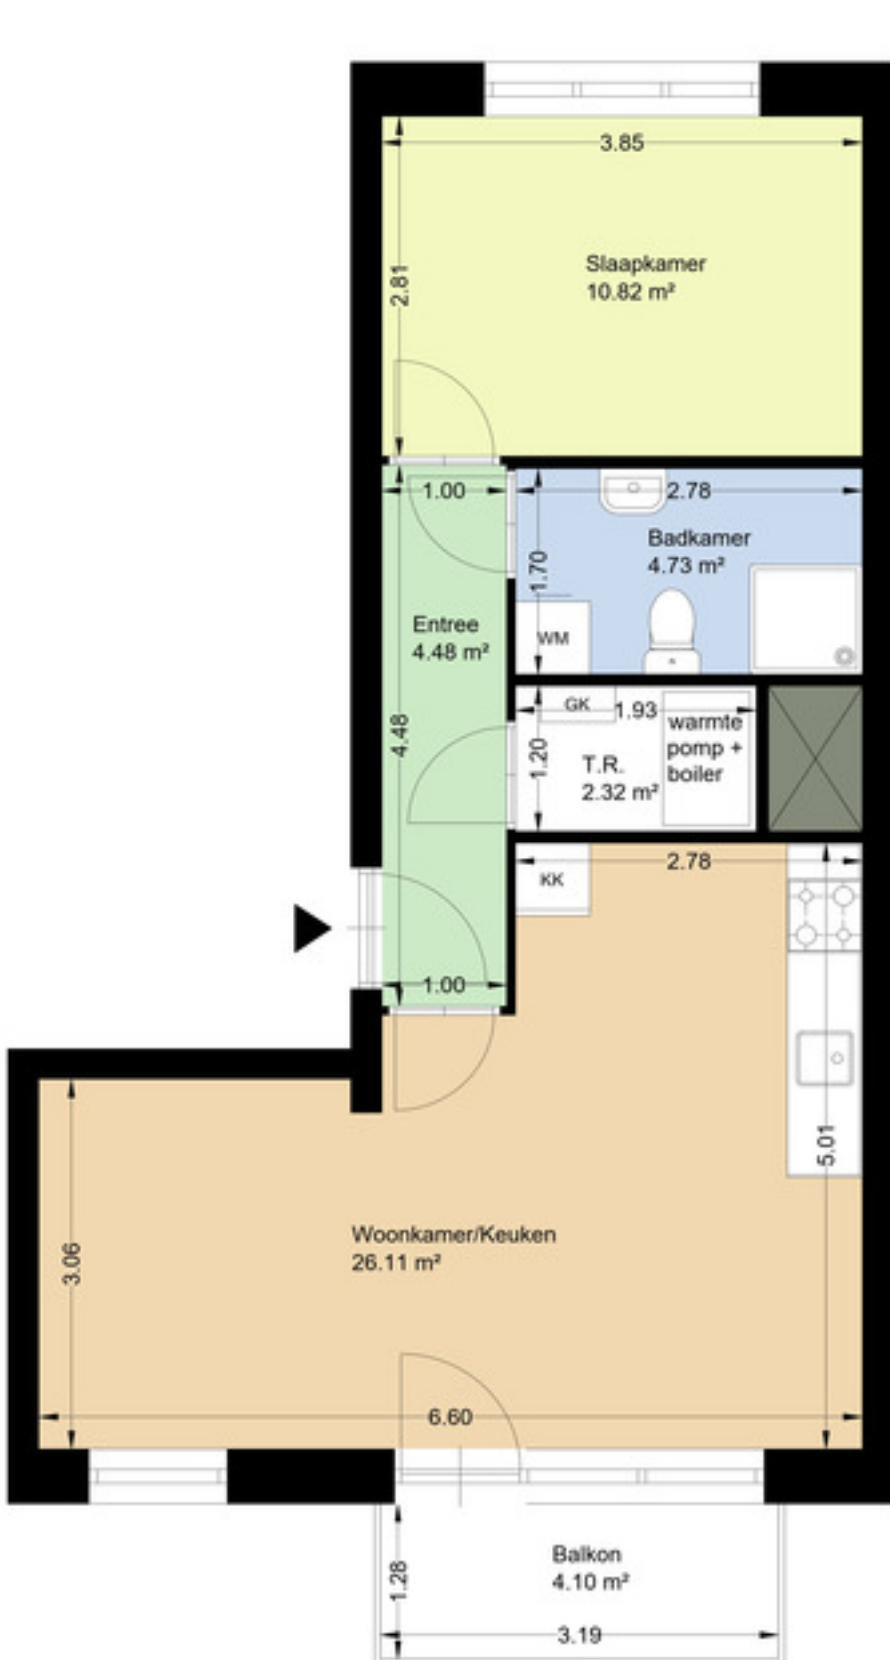 3.85
2.81
Slaapkamer
10.82 m²
1.00
2.78
1.70
Badkamer
4.73 m²
Entree
4.48 m²
WM
4.48
GK
1.93
1.20
warmte
pomp +
boiler
T.R.
2.32 m²
2.78
KK
1.00
5.01
3.06
Woonkamer/Keuken
26.11 m²
6.60
1.28
Balkon
4.10 m²
3.19